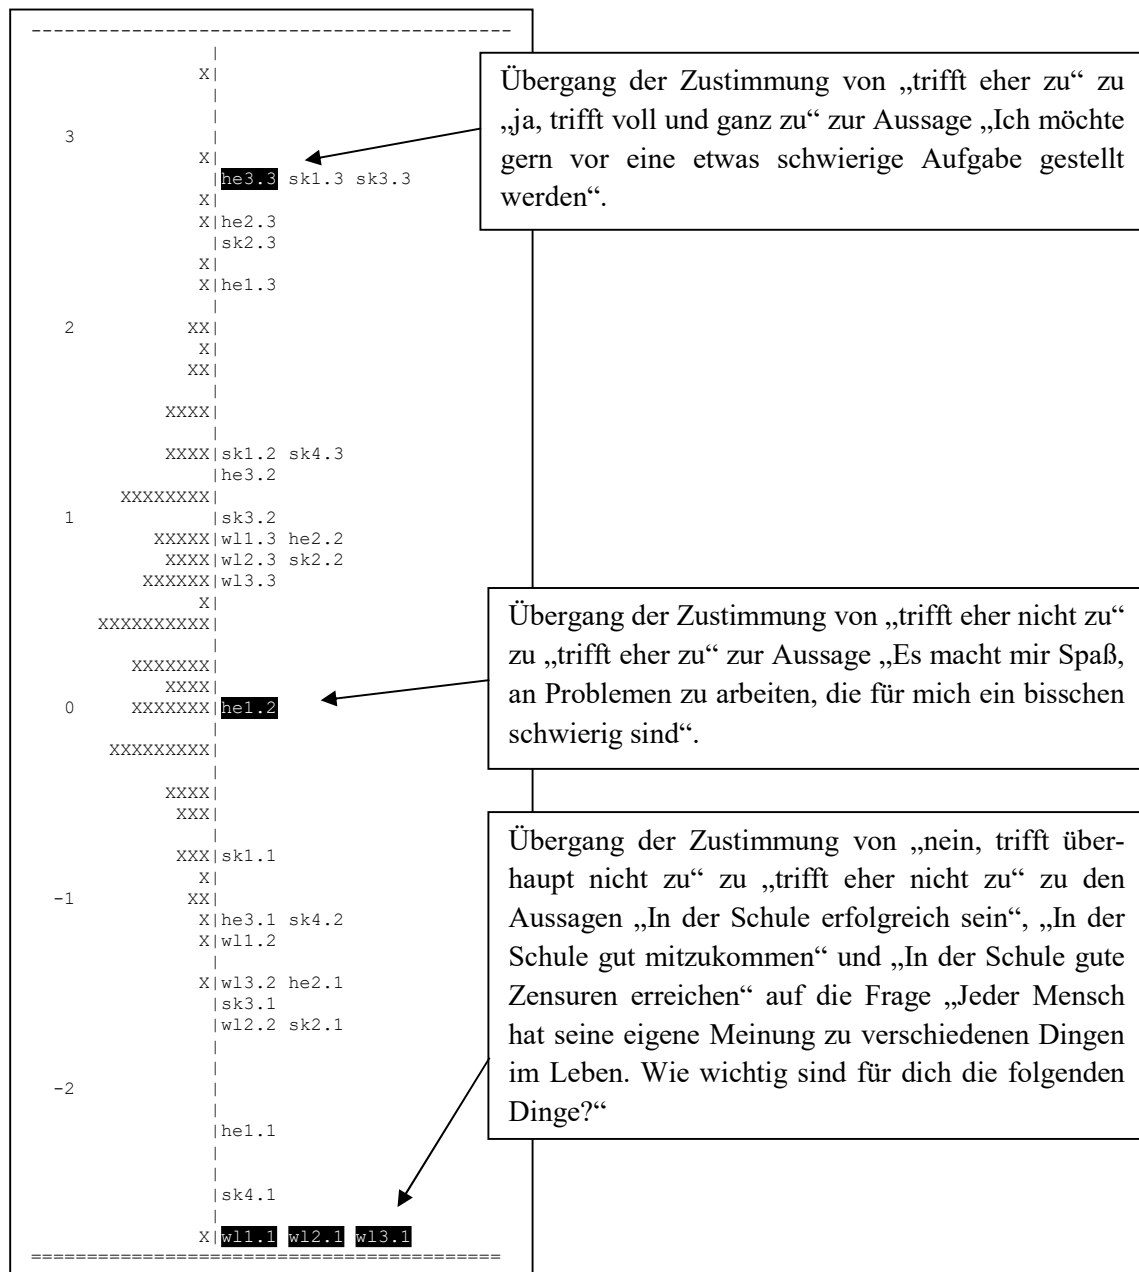 -------------------------------------------
|
X|
|
|
3 |
X|
|he3.3 sk1.3 sk3.3
X|
X|he2.3
|sk2.3
X|
X|he1.3
|
2 XX|
X|
XX|
|
XXXX|
|
XXXX|sk1.2 sk4.3
|he3.2
XXXXXXXX|
1 |sk3.2
XXXXX|wl1.3 he2.2
XXXX|wl2.3 sk2.2
XXXXXX|wl3.3
X|
XXXXXXXXXX|
|
XXXXXXX|
XXXX|
0 XXXXXXX|he1.2
|
XXXXXXXXX|
|
XXXX|
XXX|
|
XXX|sk1.1
X|
-1 XX|
X|he3.1 sk4.2
X|wl1.2
|
X|wl3.2 he2.1
|sk3.1
|wl2.2 sk2.1
|
|
-2 |
|
|he1.1
|
|
|sk4.1
|
X|wl1.1 wl2.1 wl3.1
==========================================
Übergang der Zustimmung von „trifft eher zu“ zu
„ja, trifft voll und ganz zu“ zur Aussage „Ich möchte
gern vor eine etwas schwierige Aufgabe gestellt
werden“.
Übergang der Zustimmung von „trifft eher nicht zu“
zu „trifft eher zu“ zur Aussage „Es macht mir Spaß,
an Problemen zu arbeiten, die für mich ein bisschen
schwierig sind“.
Übergang der Zustimmung von „nein, trifft über-
haupt nicht zu“ zu „trifft eher nicht zu“ zu den
Aussagen „In der Schule erfolgreich sein“, „In der
Schule gut mitzukommen“ und „In der Schule gute
Zensuren erreichen“ auf die Frage „Jeder Mensch
hat seine eigene Meinung zu verschiedenen Dingen
im Leben. Wie wichtig sind für dich die folgenden
Dinge?“